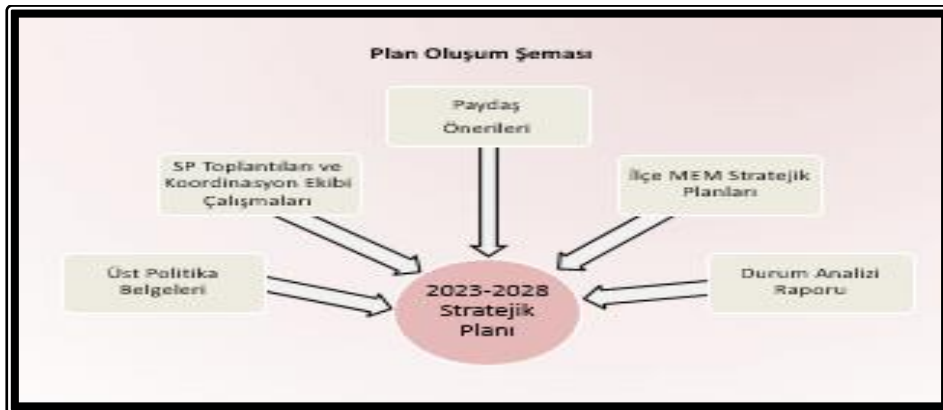 Plan Oluşum Şeması
Paydaş
Önerileri
SP Toplantıları ve
Koordinasyon Ekibi
Çalışmaları
İlçe MEM Stratejik
Planları
Üst Politika
Belgeleri
Durum Analizi
Raporu
2023-2028
Stratejik
Planı